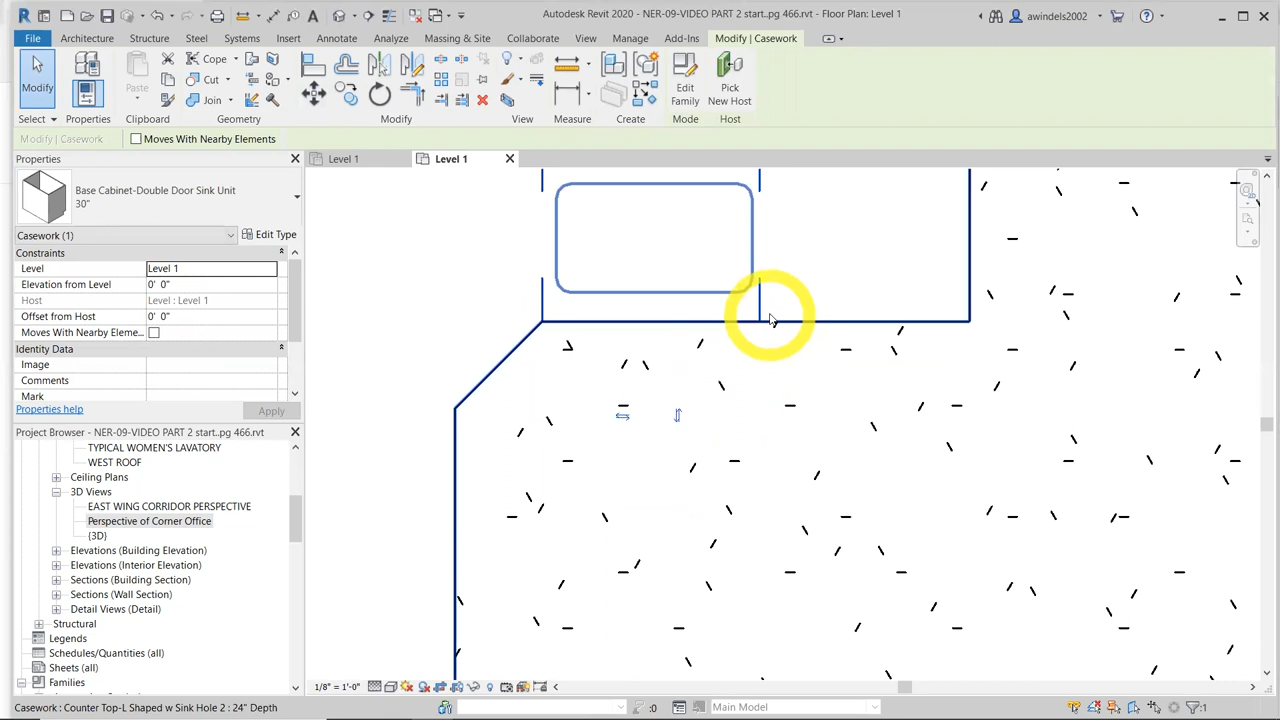 Autodesk Revit 2020 - NER-09-VIDEO PART 2 start..pg 466.rvt - Floor Plan: Level 1
awindels2002
File Architecture Structure Steel Systems Insert Annotate Analyze Massing & Site Collaborate View Manage Add-Ins Modify | Casework
Modify
Paste
Cope
Cut
Join
Edit Family
Pick New Host
Select Properties Clipboard Geometry Modify View Measure Create Mode Host
Modify | Casework Moves With Nearby Elements
Properties
Level 1
Level 1
Base Cabinet-Double Door Sink Unit
30"
Casework (1) Edit Type
Constraints
Level Level 1
Elevation from Level 0' 0"
Host Level : Level 1
Offset from Host 0' 0"
Moves With Nearby Eleme...
Identity Data
Image
Comments
Mark
Properties help Apply
Project Browser - NER-09-VIDEO PART 2 start..pg 466.rvt
TYPICAL WOMEN'S LAVATORY
WEST ROOF
Ceiling Plans
3D Views
EAST WING CORRIDOR PERSPECTIVE
Perspective of Corner Office
{3D}
Elevations (Building Elevation)
Elevations (Interior Elevation)
Sections (Building Section)
Sections (Wall Section)
Detail Views (Detail)
Structural
Legends
Schedules/Quantities (all)
Sheets (all)
Families
1/8" = 1'-0"
Casework : Counter Top-L Shaped w Sink Hole 2 : 24" Depth
:0
Main Model
:1